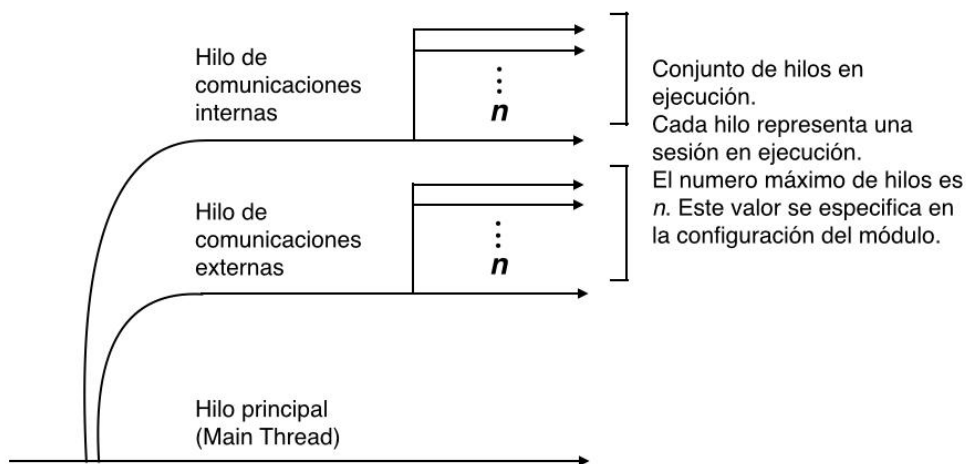 Hilo de
comunicaciones
internas
n
Conjunto de hilos en
ejecución.
Cada hilo representa una
sesión en ejecución.
El numero máximo de hilos es
n. Este valor se especifica en
la configuración del módulo.
Hilo de
comunicaciones
externas
n
Hilo principal
(Main Thread)